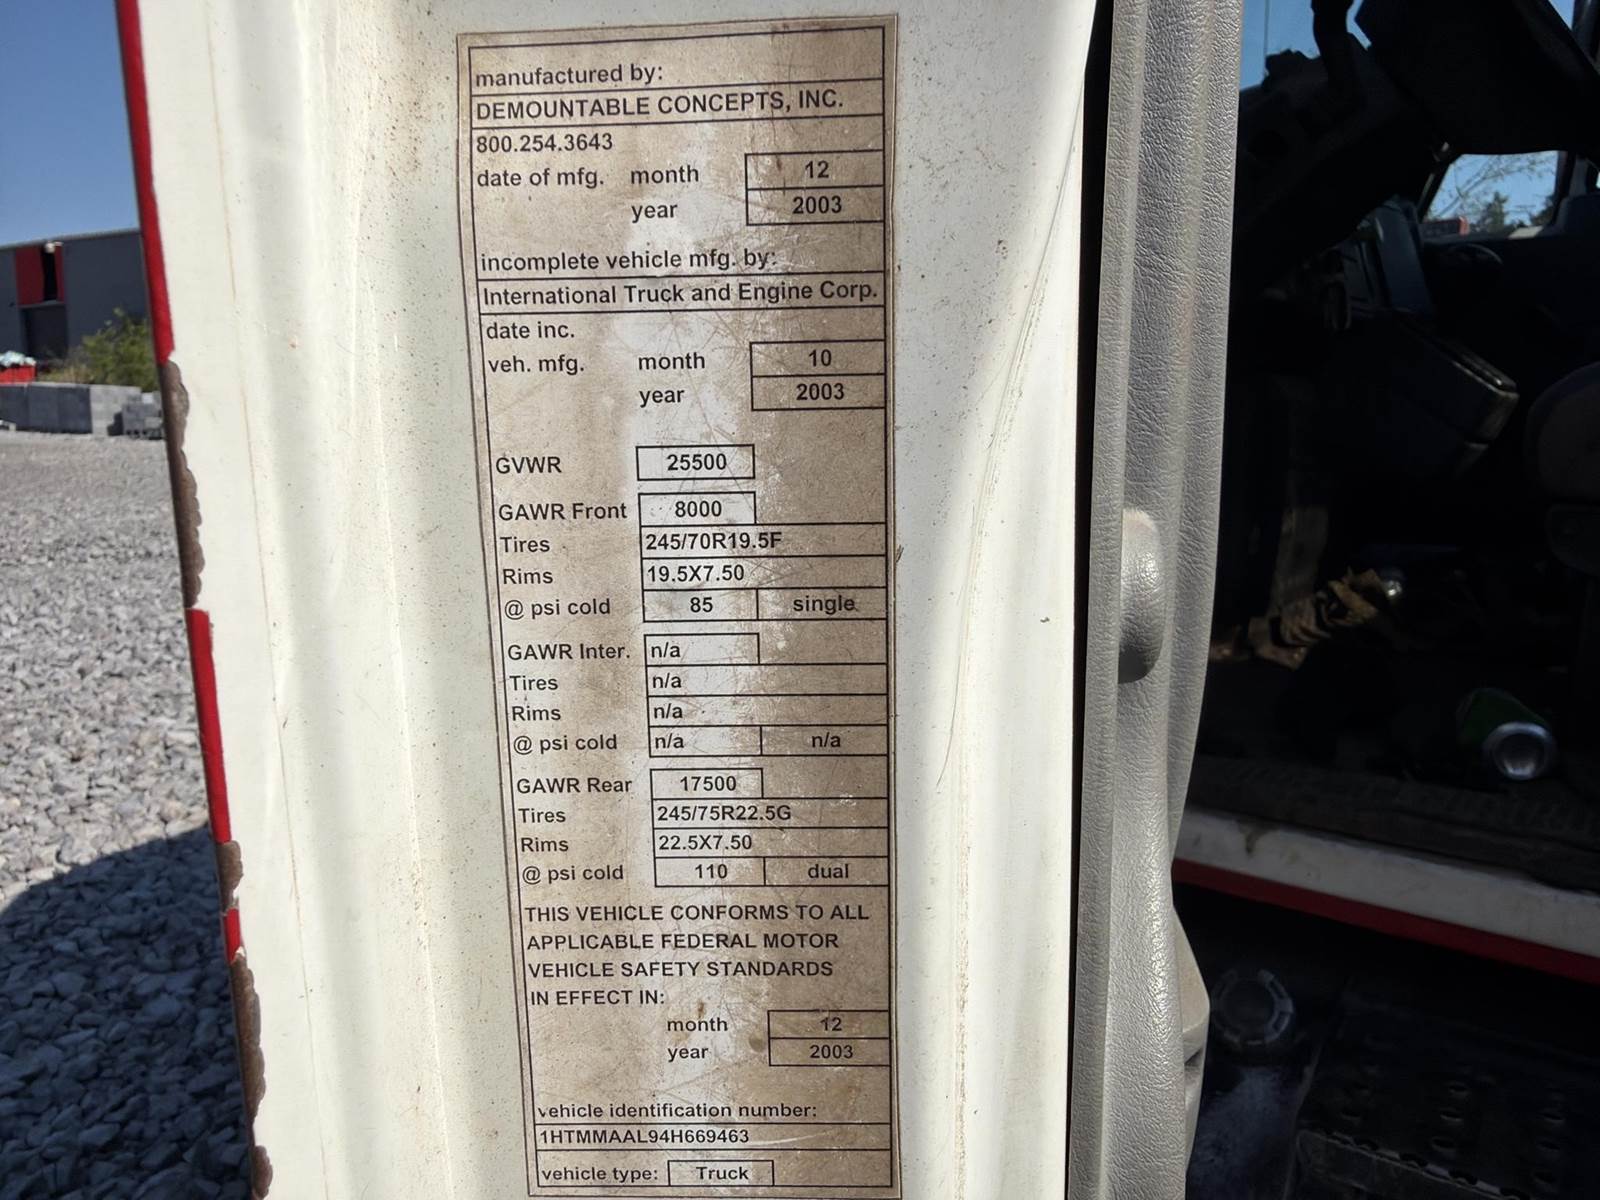 manufactured by:
DEMOUNTABLE CONCEPTS, INC.
800.254.3643
date of mfg. month 12
year 2003
incomplete vehicle mfg. by:
International Truck and Engine Corp.
date inc.
veh. mfg. month 10
year 2003
GVWR 25500
GAWR Front 8000
Tires 245/70R19.5F
Rims 19.5X7.50
@ psi cold 85 single
GAWR Inter. n/a
Tires n/a
Rims n/a
@ psi cold n/a n/a
GAWR Rear 17500
Tires 245/75R22.5G
Rims 22.5X7.50
@ psi cold 110 dual
THIS VEHICLE CONFORMS TO ALL
APPLICABLE FEDERAL MOTOR
VEHICLE SAFETY STANDARDS
IN EFFECT IN:
month 12
year 2003
vehicle identification number:
1HTMMAAL94H669463
vehicle type: Truck